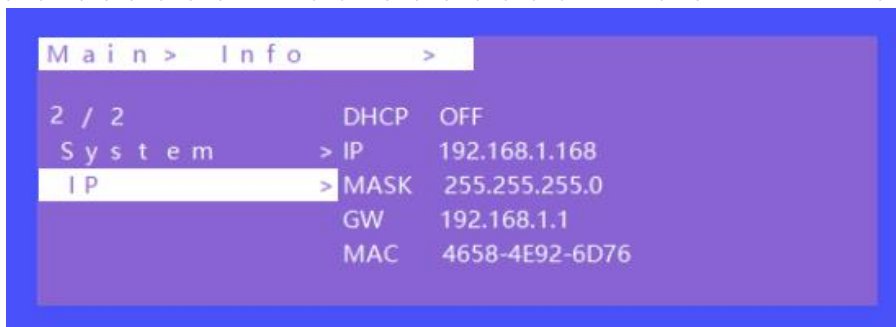 Main> Info >
2 / 2 DHCP OFF
System > IP 192.168.1.168
IP > MASK 255.255.255.0
GW 192.168.1.1
MAC 4658-4E92-6D76